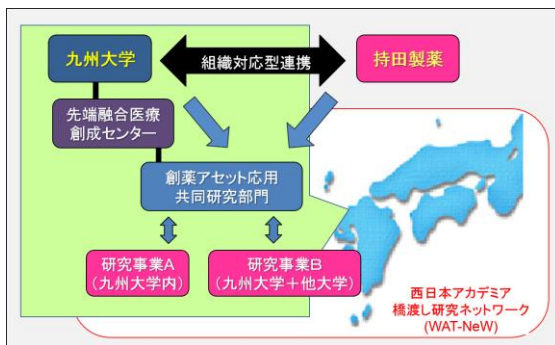 九州大学
組織対応型連携
持田製薬
先端融合医療
創成センター
創薬アセット応用
共同研究部門
研究事業A
（九州大学内）
研究事業B
（九州大学＋他大学）
西日本アカデミア
橋渡し研究ネットワーク
(WAT-NeW)